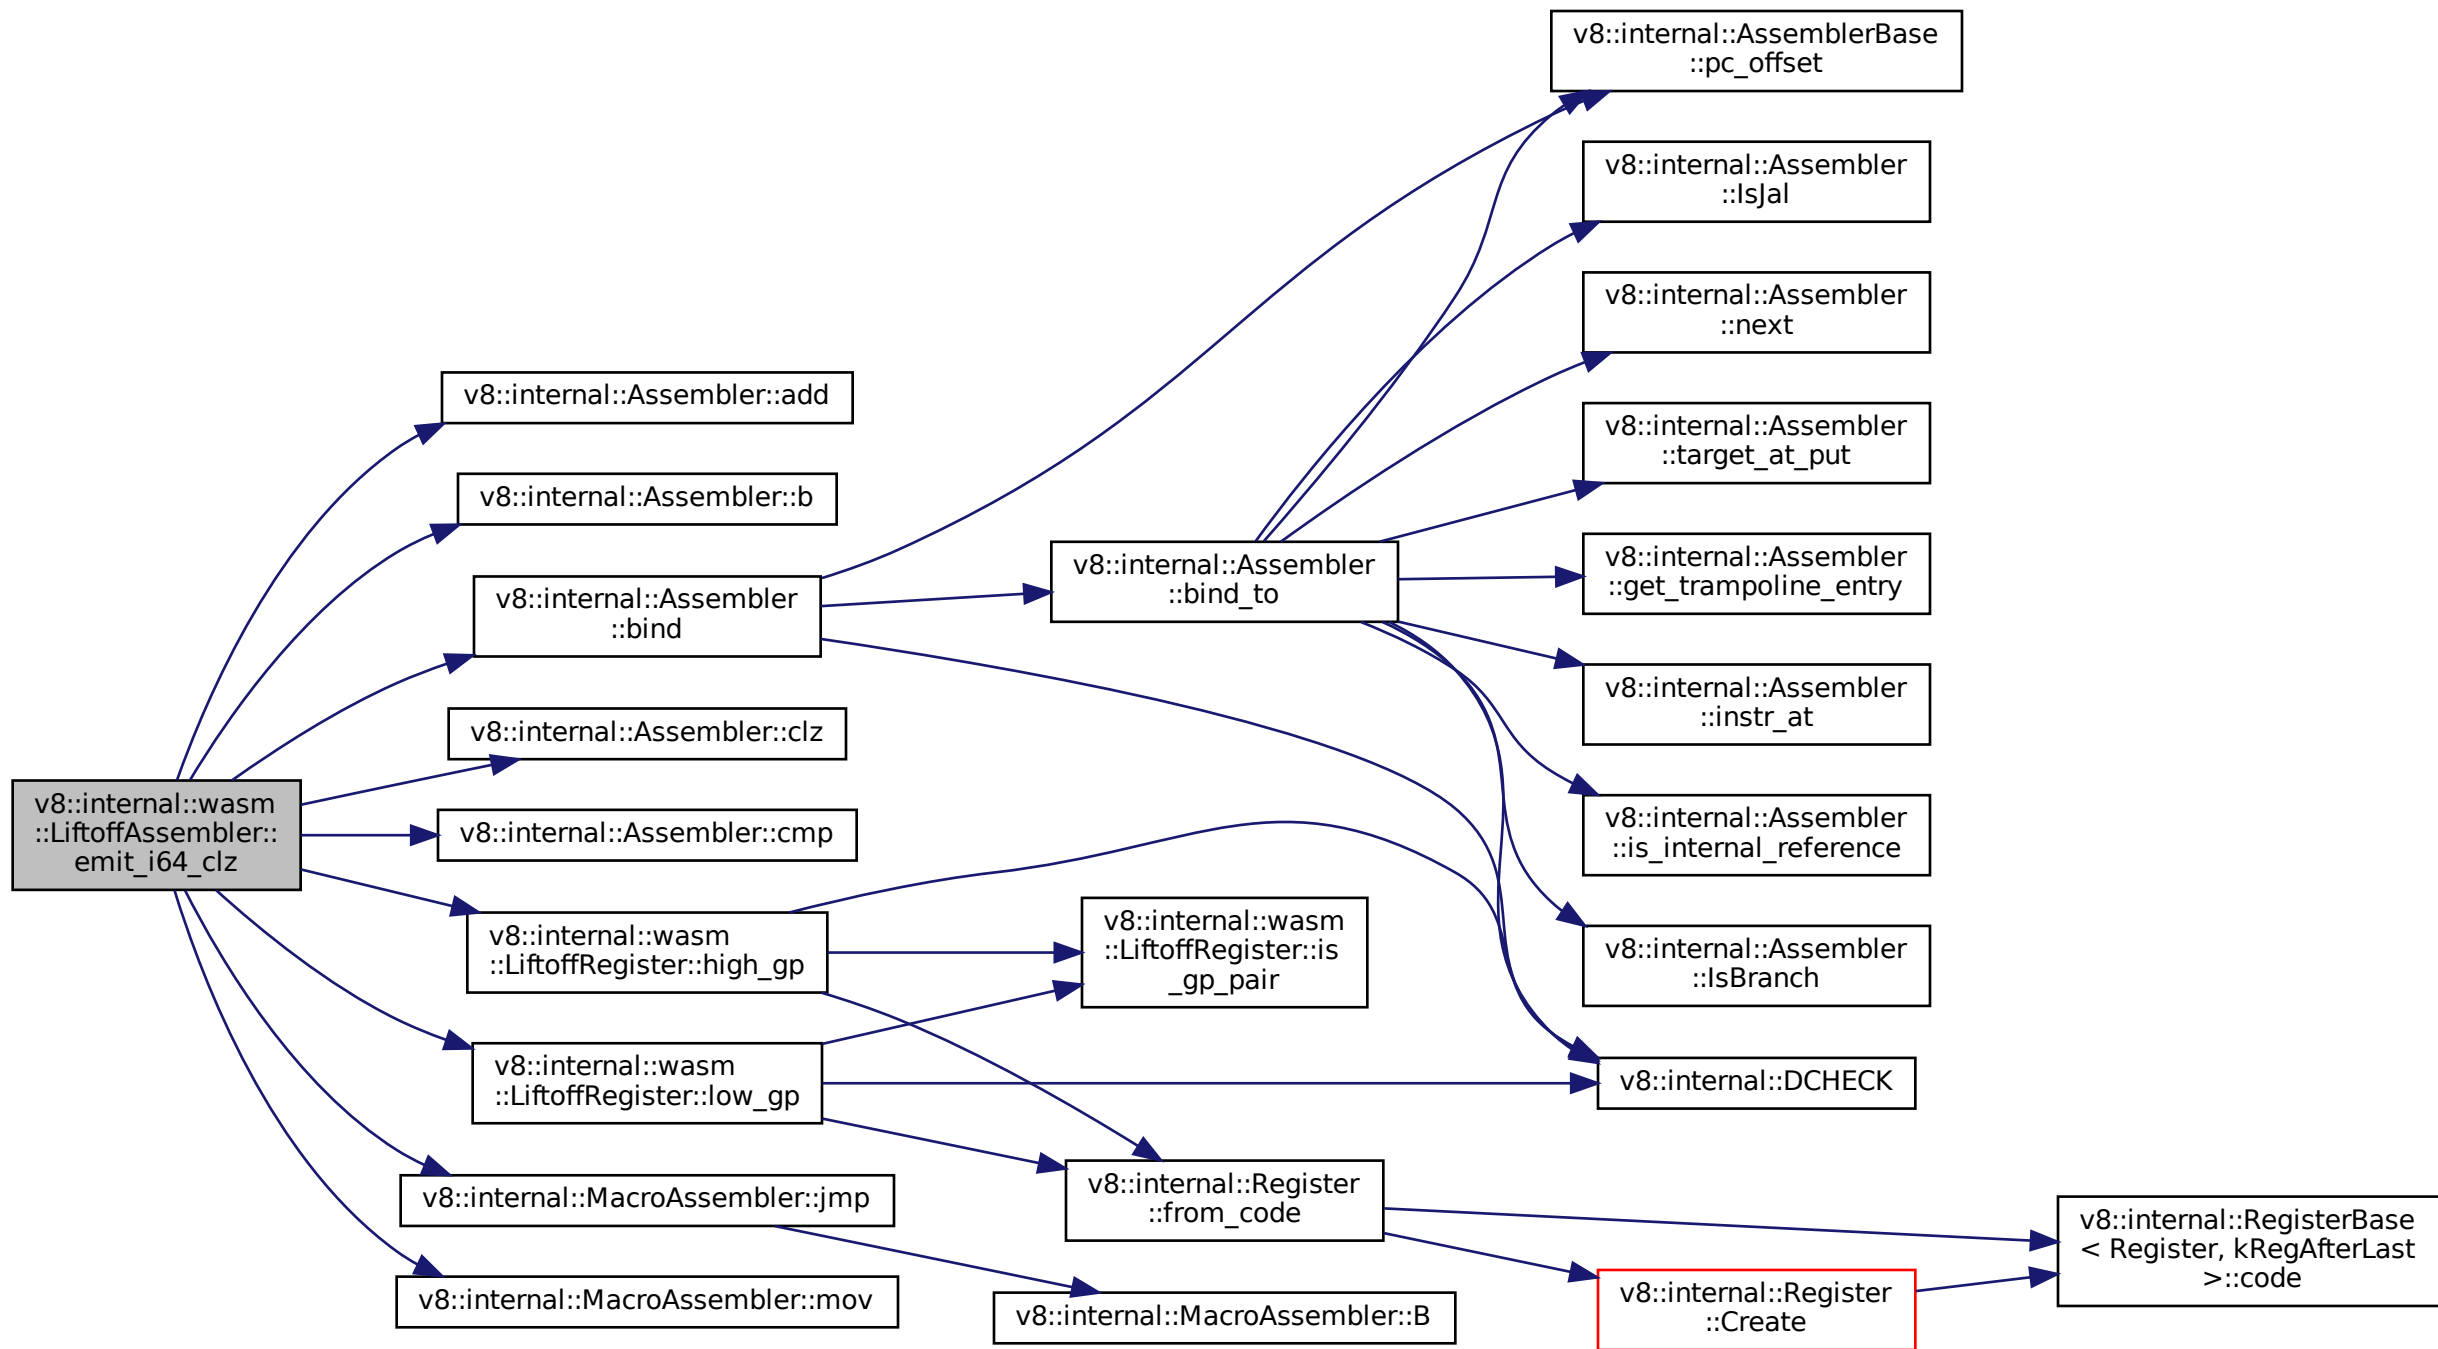 v8::internal::wasm
::LiftoffAssembler::
emit_i64_clz
v8::internal::Assembler::add
v8::internal::Assembler::b
v8::internal::Assembler
::bind
v8::internal::Assembler::clz
v8::internal::Assembler::cmp
v8::internal::wasm
::LiftoffRegister::high_gp
v8::internal::wasm
::LiftoffRegister::low_gp
v8::internal::MacroAssembler::jmp
v8::internal::MacroAssembler::mov
v8::internal::Assembler
::bind_to
v8::internal::wasm
::LiftoffRegister::is
_gp_pair
v8::internal::Register
::from_code
v8::internal::MacroAssembler::B
v8::internal::AssemblerBase
::pc_offset
v8::internal::Assembler
::IsJal
v8::internal::Assembler
::next
v8::internal::Assembler
::target_at_put
v8::internal::Assembler
::get_trampoline_entry
v8::internal::Assembler
::instr_at
v8::internal::Assembler
::is_internal_reference
v8::internal::Assembler
::IsBranch
v8::internal::DCHECK
v8::internal::Register
::Create
v8::internal::RegisterBase
< Register, kRegAfterLast
>::code